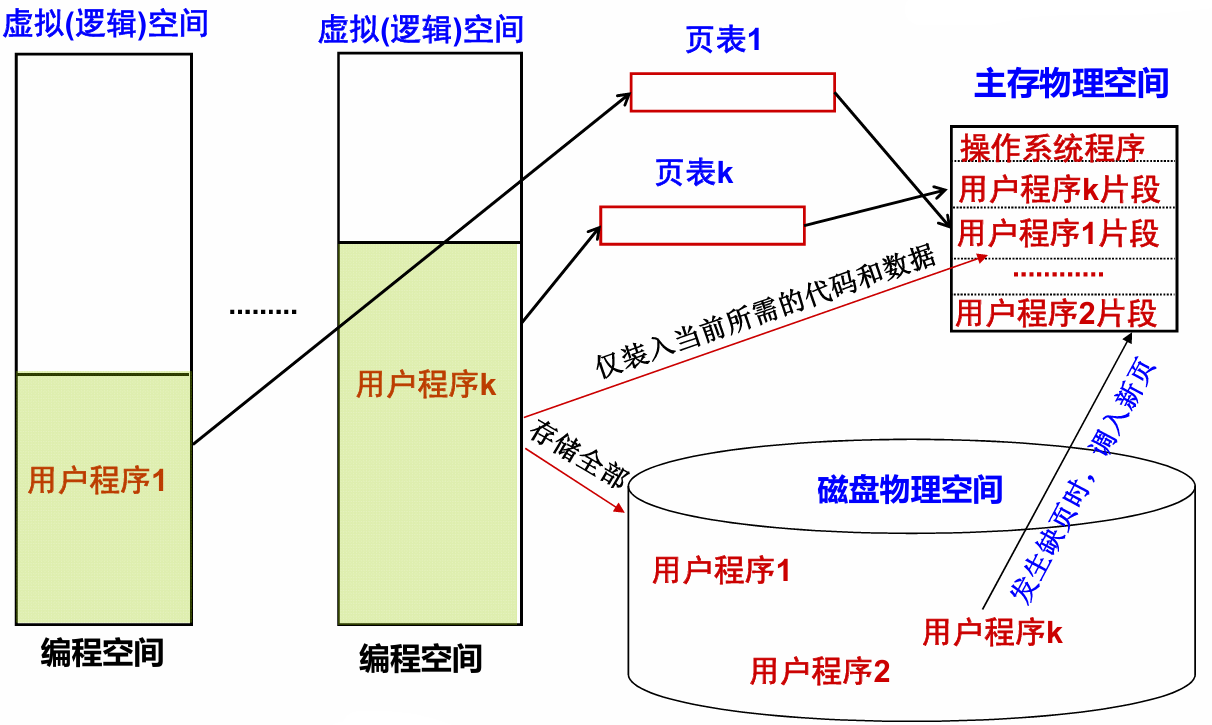 虚拟(逻辑)空间
虚拟(逻辑)空间
页表1
主存物理空间
操作系统程序
页表k
用户程序k片段
用户程序1片段
·········
············
用户程序2片段
仅装入当前所需的代码和数据
用户程序k
发生缺页时，调入新页
存储全部
用户程序1
磁盘物理空间
用户程序1
用户程序k
用户程序2
编程空间
编程空间